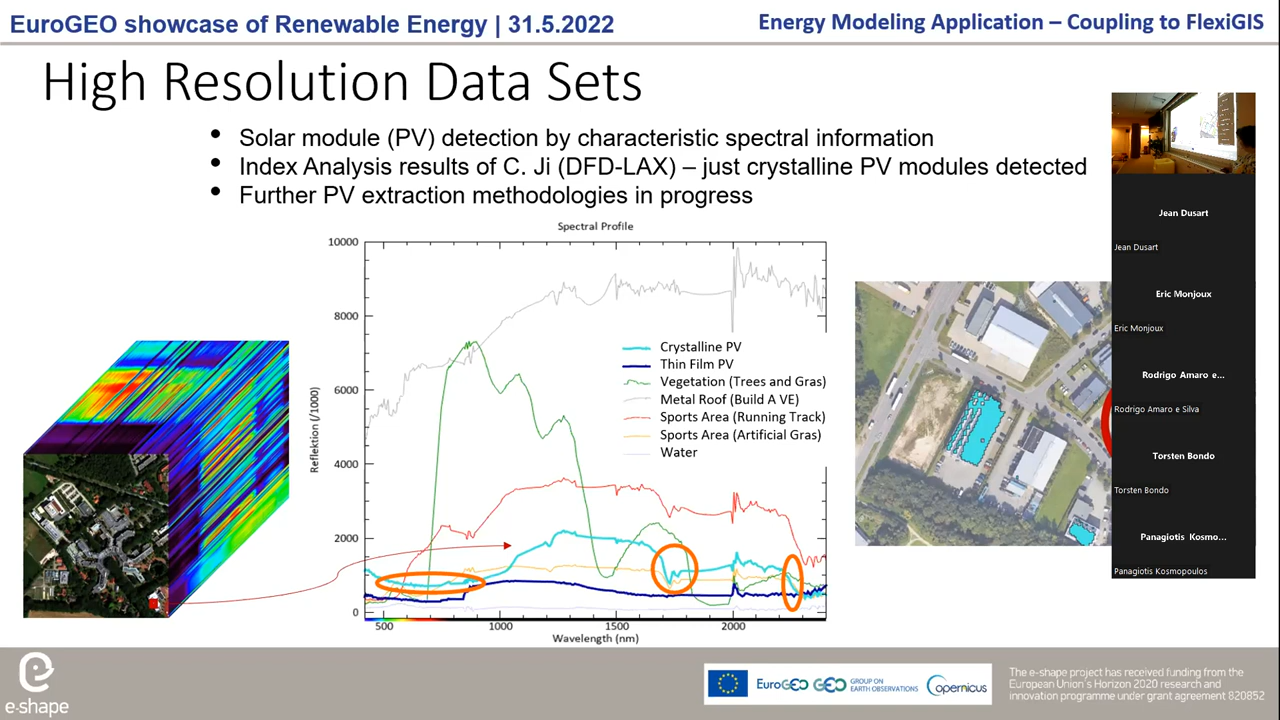 EuroGEO showcase of Renewable Energy | 31.5.2022
Energy Modeling Application – Coupling to FlexiGIS
High Resolution Data Sets
• Solar module (PV) detection by characteristic spectral information
• Index Analysis results of C. Ji (DFD-LAX) – just crystalline PV modules detected
• Further PV extraction methodologies in progress
Spectral Profile
10000
8000
6000
4000
2000
0
Reflektion (/1000)
500 1000 1500 2000
Wavelength (nm)
Crystalline PV
Thin Film PV
Vegetation (Trees and Gras)
Metal Roof (Build A VE)
Sports Area (Running Track)
Sports Area (Artificial Gras)
Water
Jean Dusart
Jean Dusart
Eric Monjoux
Eric Monjoux
Rodrigo Amaro e...
Rodrigo Amaro e Silva
Torsten Bondo
Torsten Bondo
Panagiotis Kosmo...
Panagiotis Kosmopoulos
e-shape
EuroGEO
GEO GROUP ON
EARTH OBSERVATIONS
Copernicus
The e-shape project has received funding from the
European Union's Horizon 2020 research and
innovation programme under grant agreement 820852